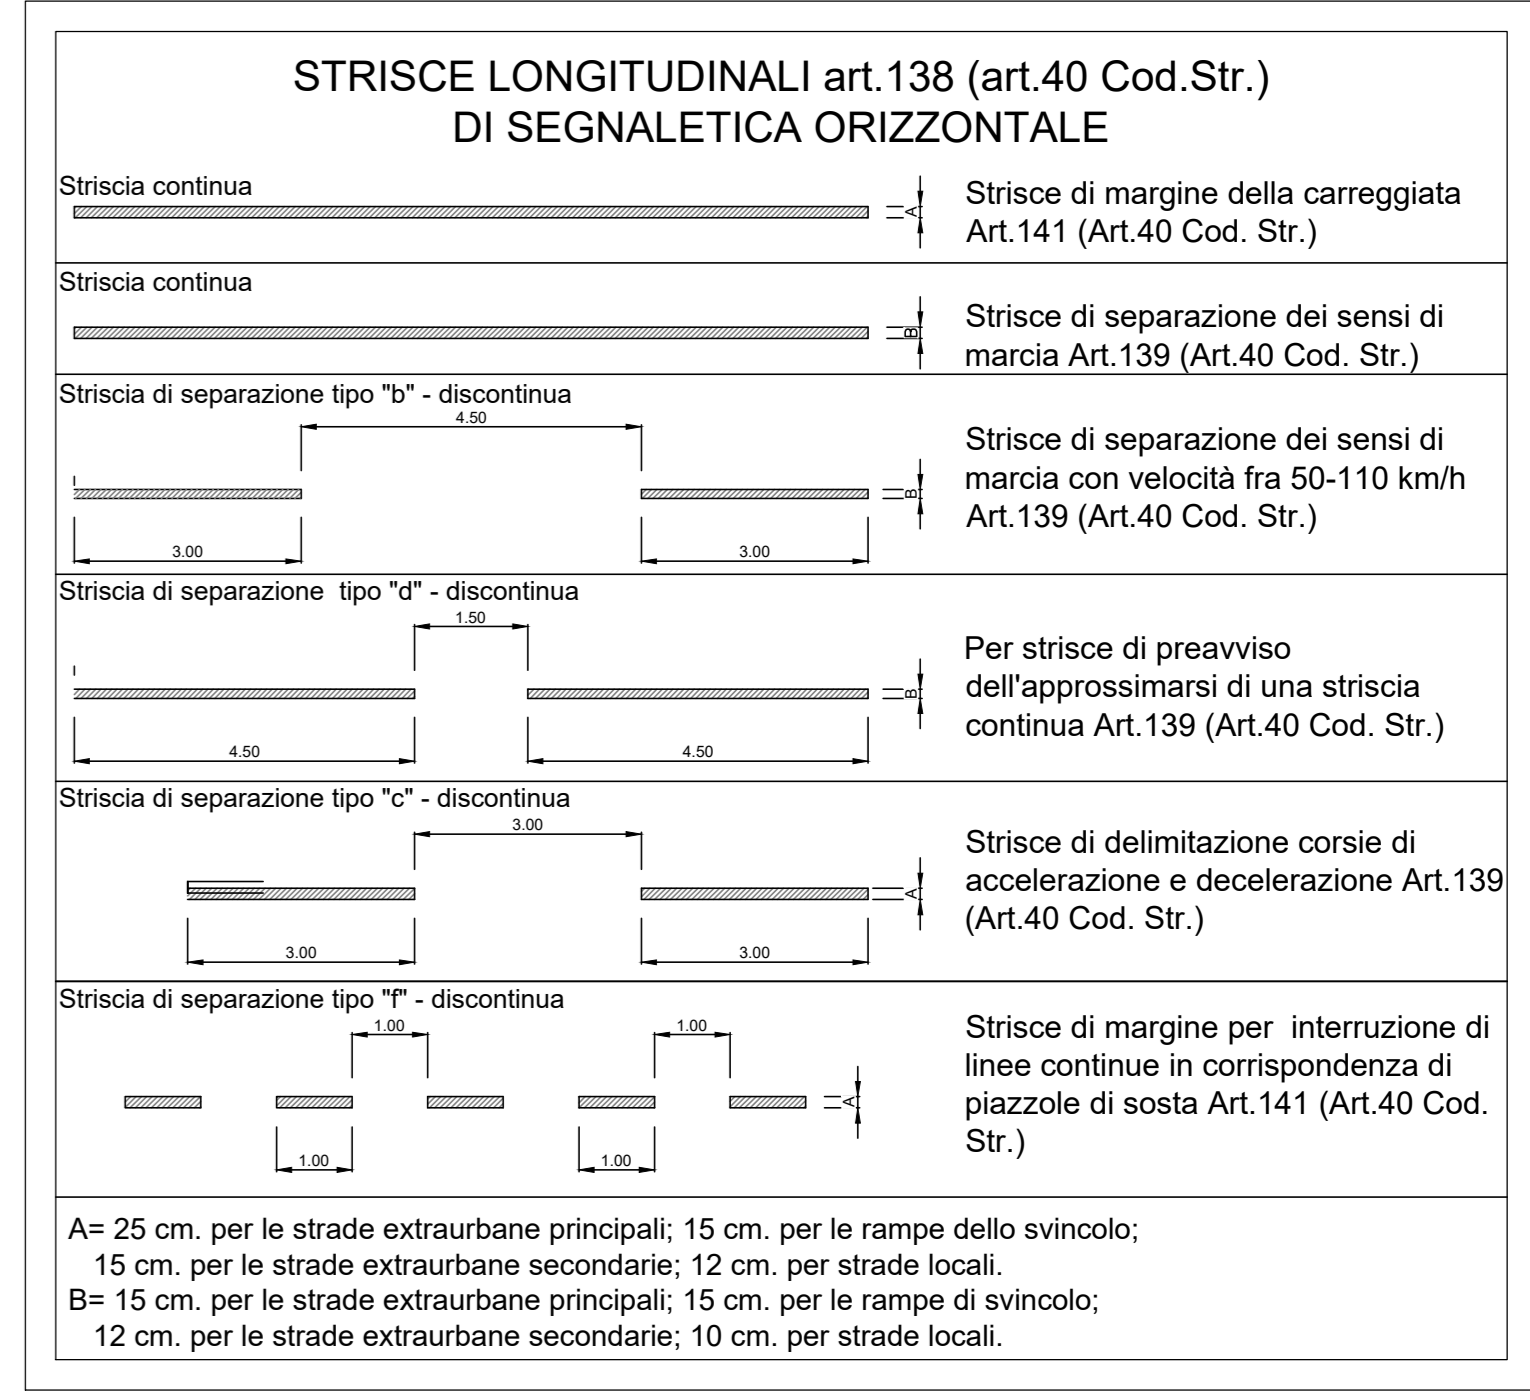 STRISCE LONGITUDINALI art.138 (art.40 Cod.Str.)
DI SEGNALETICA ORIZZONTALE
Striscia continua
A
Strisce di margine della carreggiata
Art.141 (Art.40 Cod. Str.)
Striscia continua
B
Strisce di separazione dei sensi di
marcia Art.139 (Art.40 Cod. Str.)
Striscia di separazione tipo "b" - discontinua
4.50
B
3.00
3.00
Strisce di separazione dei sensi di
marcia con velocità fra 50-110 km/h
Art.139 (Art.40 Cod. Str.)
Striscia di separazione  tipo "d" - discontinua
1.50
B
4.50
4.50
Per strisce di preavviso
dell'approssimarsi di una striscia
continua Art.139 (Art.40 Cod. Str.)
Striscia di separazione tipo "c" - discontinua
3.00
A
3.00
3.00
Strisce di delimitazione corsie di
accelerazione e decelerazione Art.139
(Art.40 Cod. Str.)
Striscia di separazione tipo "f" - discontinua
1.00
1.00
A
1.00
1.00
Strisce di margine per  interruzione di
linee continue in corrispondenza di
piazzole di sosta Art.141 (Art.40 Cod.
Str.)
A= 25 cm. per le strade extraurbane principali; 15 cm. per le rampe dello svincolo;
15 cm. per le strade extraurbane secondarie; 12 cm. per strade locali.
B= 15 cm. per le strade extraurbane principali; 15 cm. per le rampe di svincolo;
12 cm. per le strade extraurbane secondarie; 10 cm. per strade locali.